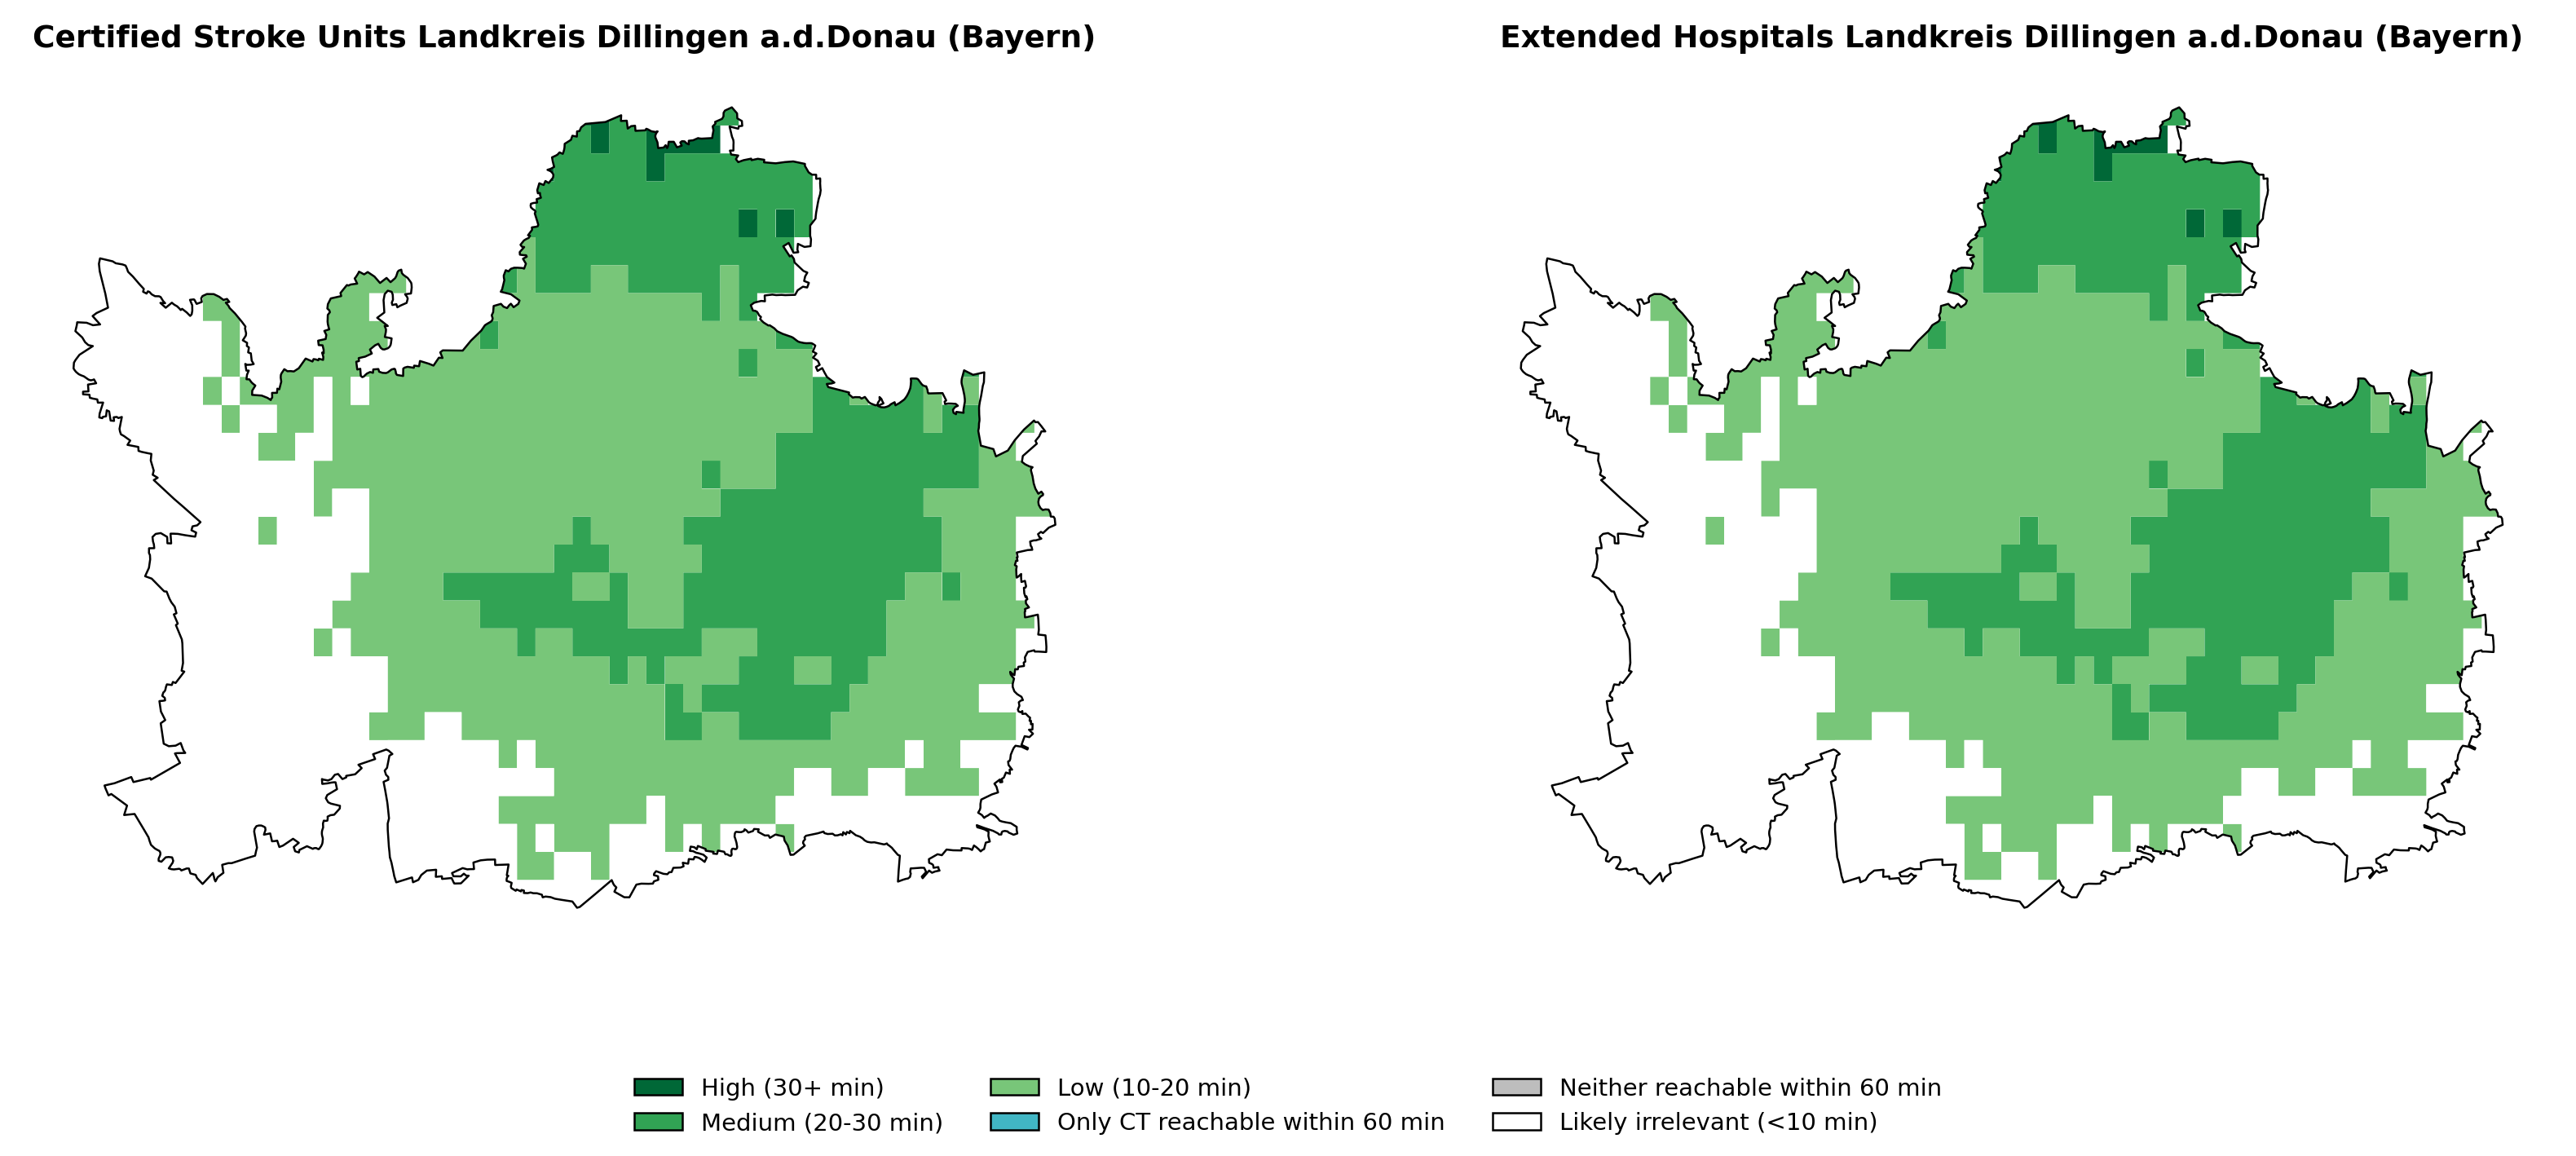 Certified Stroke Units Landkreis Dillingen a.d.Donau (Bayern)
Extended Hospitals Landkreis Dillingen a.d.Donau (Bayern)
High (30+ min)
Medium (20-30 min)
Low (10-20 min)
Only CT reachable within 60 min
Neither reachable within 60 min
Likely irrelevant (<10 min)